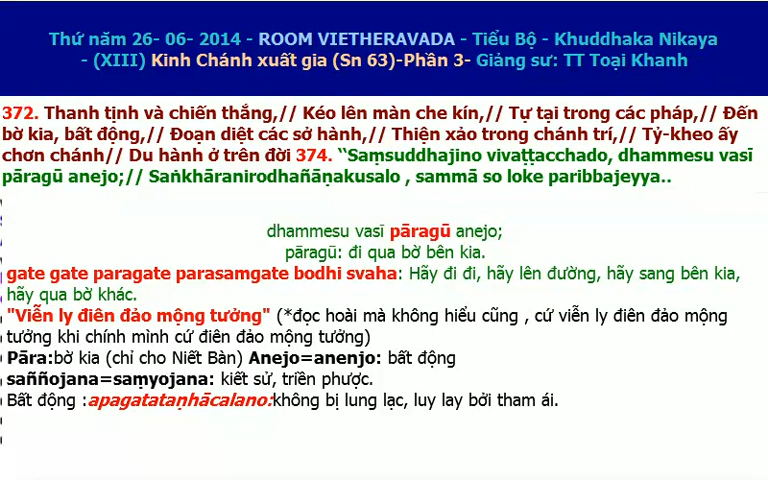 Thứ năm 26- 06- 2014 - ROOM VIETHERAVADA - Tiểu Bộ - Khuddhaka Nikaya
- (XIII) Kinh Chánh xuất gia (Sn 63)-Phần 3- Giảng sư: TT Toại Khanh
372. Thanh tịnh và chiến thắng,// Kéo lên màn che kín,// Tự tại trong các pháp,// Đến
bờ kia, bất động,// Đoạn diệt các sở hành,// Thiện xảo trong chánh trí,// Tỷ-kheo ấy
chơn chánh// Du hành ở trên đời 374. ‘‘Saṃsuddhajino vivaṭṭacchado, dhammesu vasī
pāragū anejo;// Saṅkhāranirodhañāṇakusalo , sammā so loke paribbajeyya..
dhammesu vasī pāragū anejo;
pāragū: đi qua bờ bên kia.
gate gate paragate parasamgate bodhi svaha: Hãy đi đi, hãy lên đường, hãy sang bên kia,
hãy qua bờ khác.
"Viễn ly điên đảo mộng tưởng" (*đọc hoài mà không hiểu cũng , cứ viễn ly điên đảo mộng
tưởng khi chính mình cứ điên đảo mộng tưởng)
Pāra:bờ kia (chỉ cho Niết Bàn) Anejo=anenjo: bất động
saññojana=saṃyojana: kiết sử, triền phược.
Bất động :apagatataṇhācalano:không bị lung lạc, luy lay bởi tham ái.